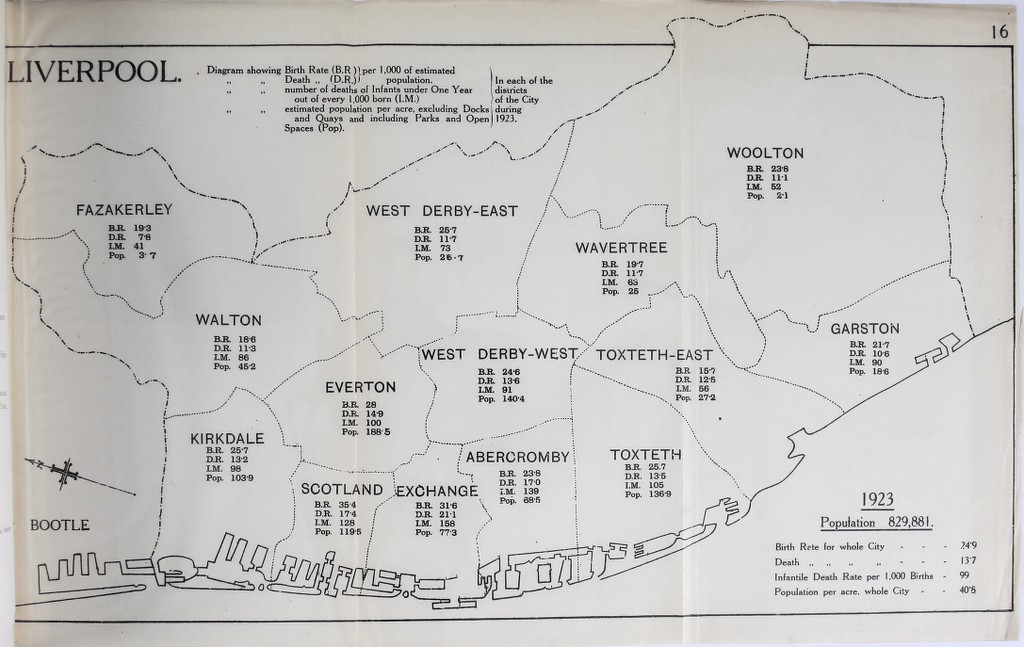 16
LIVERPOOL.
Diagram showing Birth Rate (B.R.) per 1,000 of estimated
„ „ Death „ (D.R.) population.
„ „ number of deaths of Infants under One Year
out of every 1,000 born (I.M.)
„ „ estimated population per acre, excluding Docks
and Quays and including Parks and Open
Spaces (Pop).
In each of the
districts
of the City
during
1923.
WOOLTON
B.R. 23·8
D.R. 11·1
I.M. 52
Pop. 2·1
FAZAKERLEY
B.R. 19·3
D.R. 7·8
I.M. 41
Pop. 3·7
WEST DERBY-EAST
B.R. 25·7
D.R. 11·7
I.M. 73
Pop. 26·7
WAVERTREE
B.R. 19·7
D.R. 11·7
I.M. 63
Pop. 25
WALTON
B.R. 18·6
D.R. 11·3
I.M. 86
Pop. 45·2
GARSTON
B.R. 21·7
D.R. 10·6
I.M. 90
Pop. 18·6
WEST DERBY-WEST
B.R. 24·6
D.R. 13·6
I.M. 91
Pop. 140·4
TOXTETH-EAST
B.R. 15·7
D.R. 12·5
I.M. 56
Pop. 27·2
EVERTON
B.R. 28
D.R. 14·9
I.M. 100
Pop. 188·5
KIRKDALE
B.R. 25·7
D.R. 13·2
I.M. 98
Pop. 103·9
ABERCROMBY
B.R. 23·8
D.R. 17·0
I.M. 139
Pop. 68·5
TOXTETH
B.R. 25.7
D.R. 13·5
I.M. 105
Pop. 136·9
SCOTLAND
B.R. 35·4
D.R. 17·4
I.M. 128
Pop. 119·5
EXCHANGE
B.R. 31·6
D.R. 21·1
I.M. 158
Pop. 77·3
BOOTLE
1923
Population 829,881.
Birth Rate for whole City - - - 24·9
Death „ „ „ „ - - - 13·7
Infantile Death Rate per 1,000 Births - 99
Population per acre, whole City - - 40·8